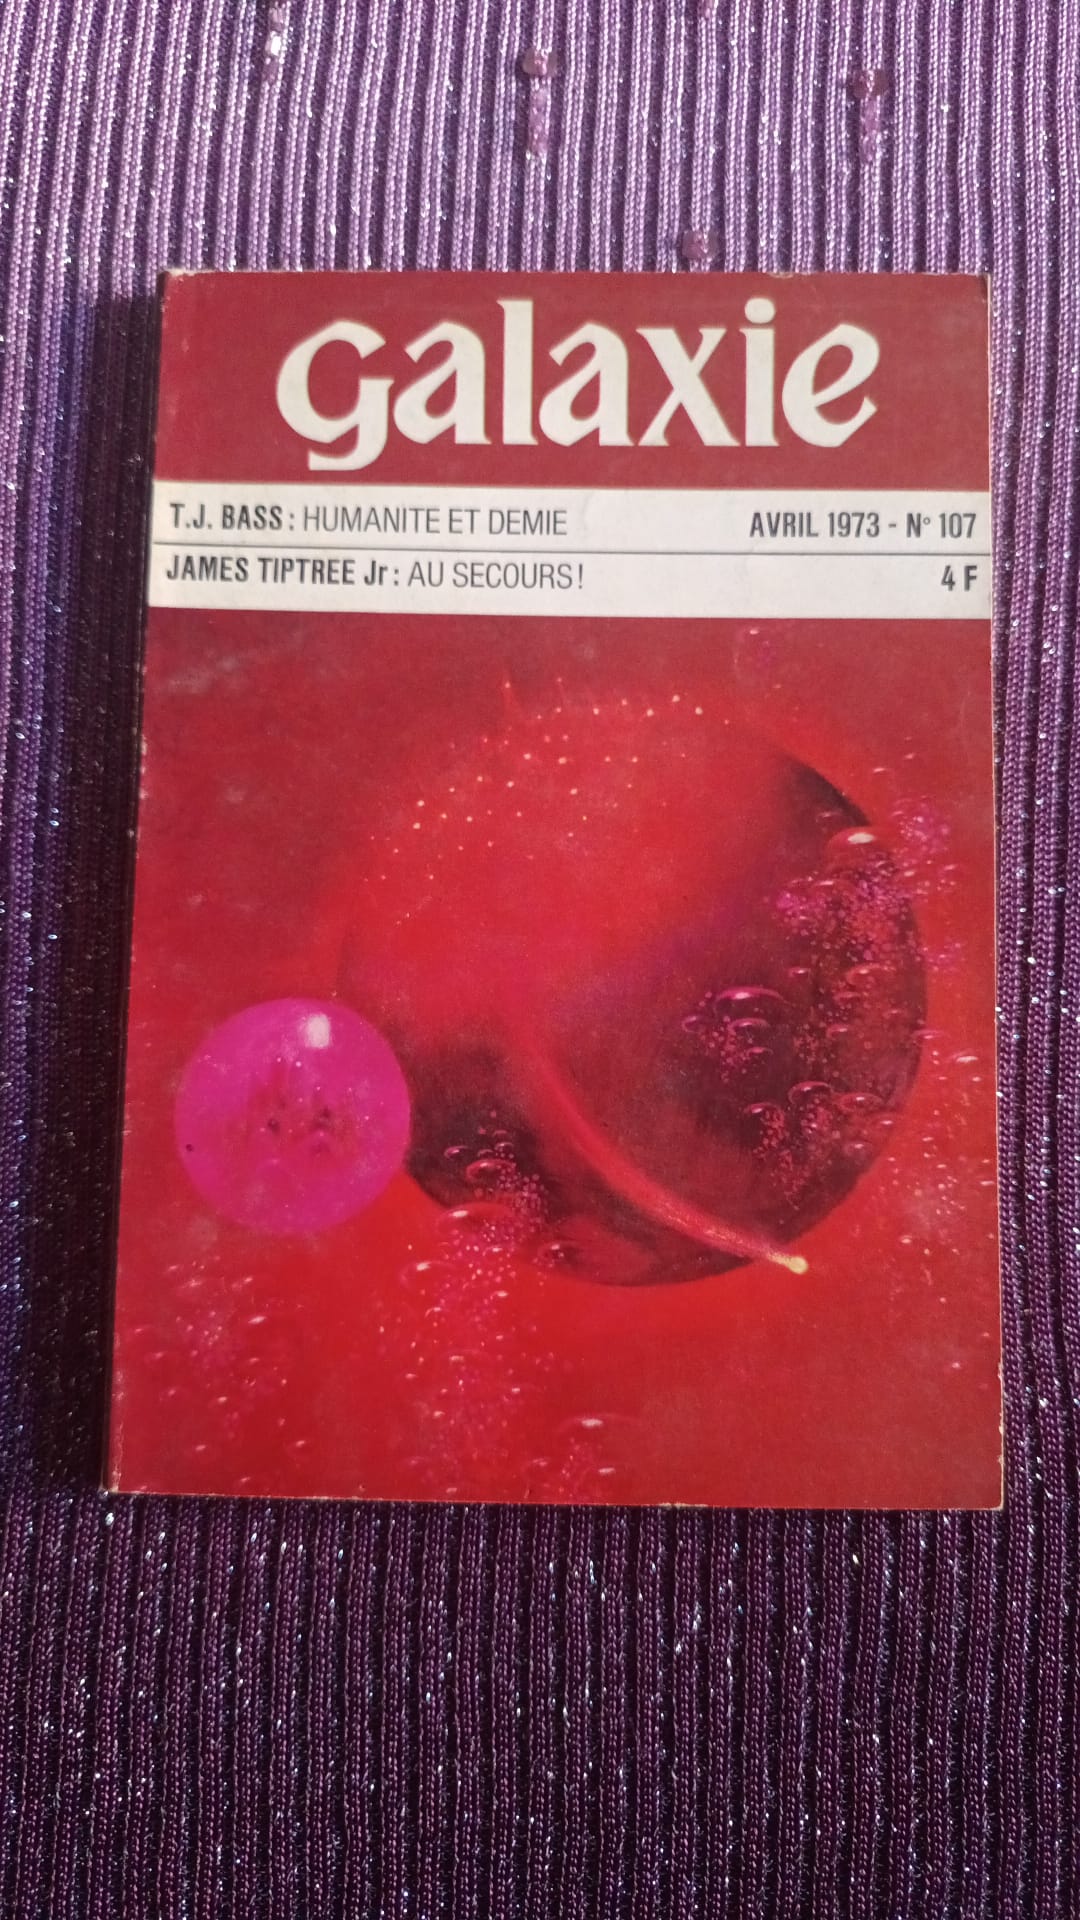 galaxie
T.J. BASS : HUMANITE ET DEMIE AVRIL 1973 - N° 107
JAMES TIPTREE Jr : AU SECOURS ! 4 F